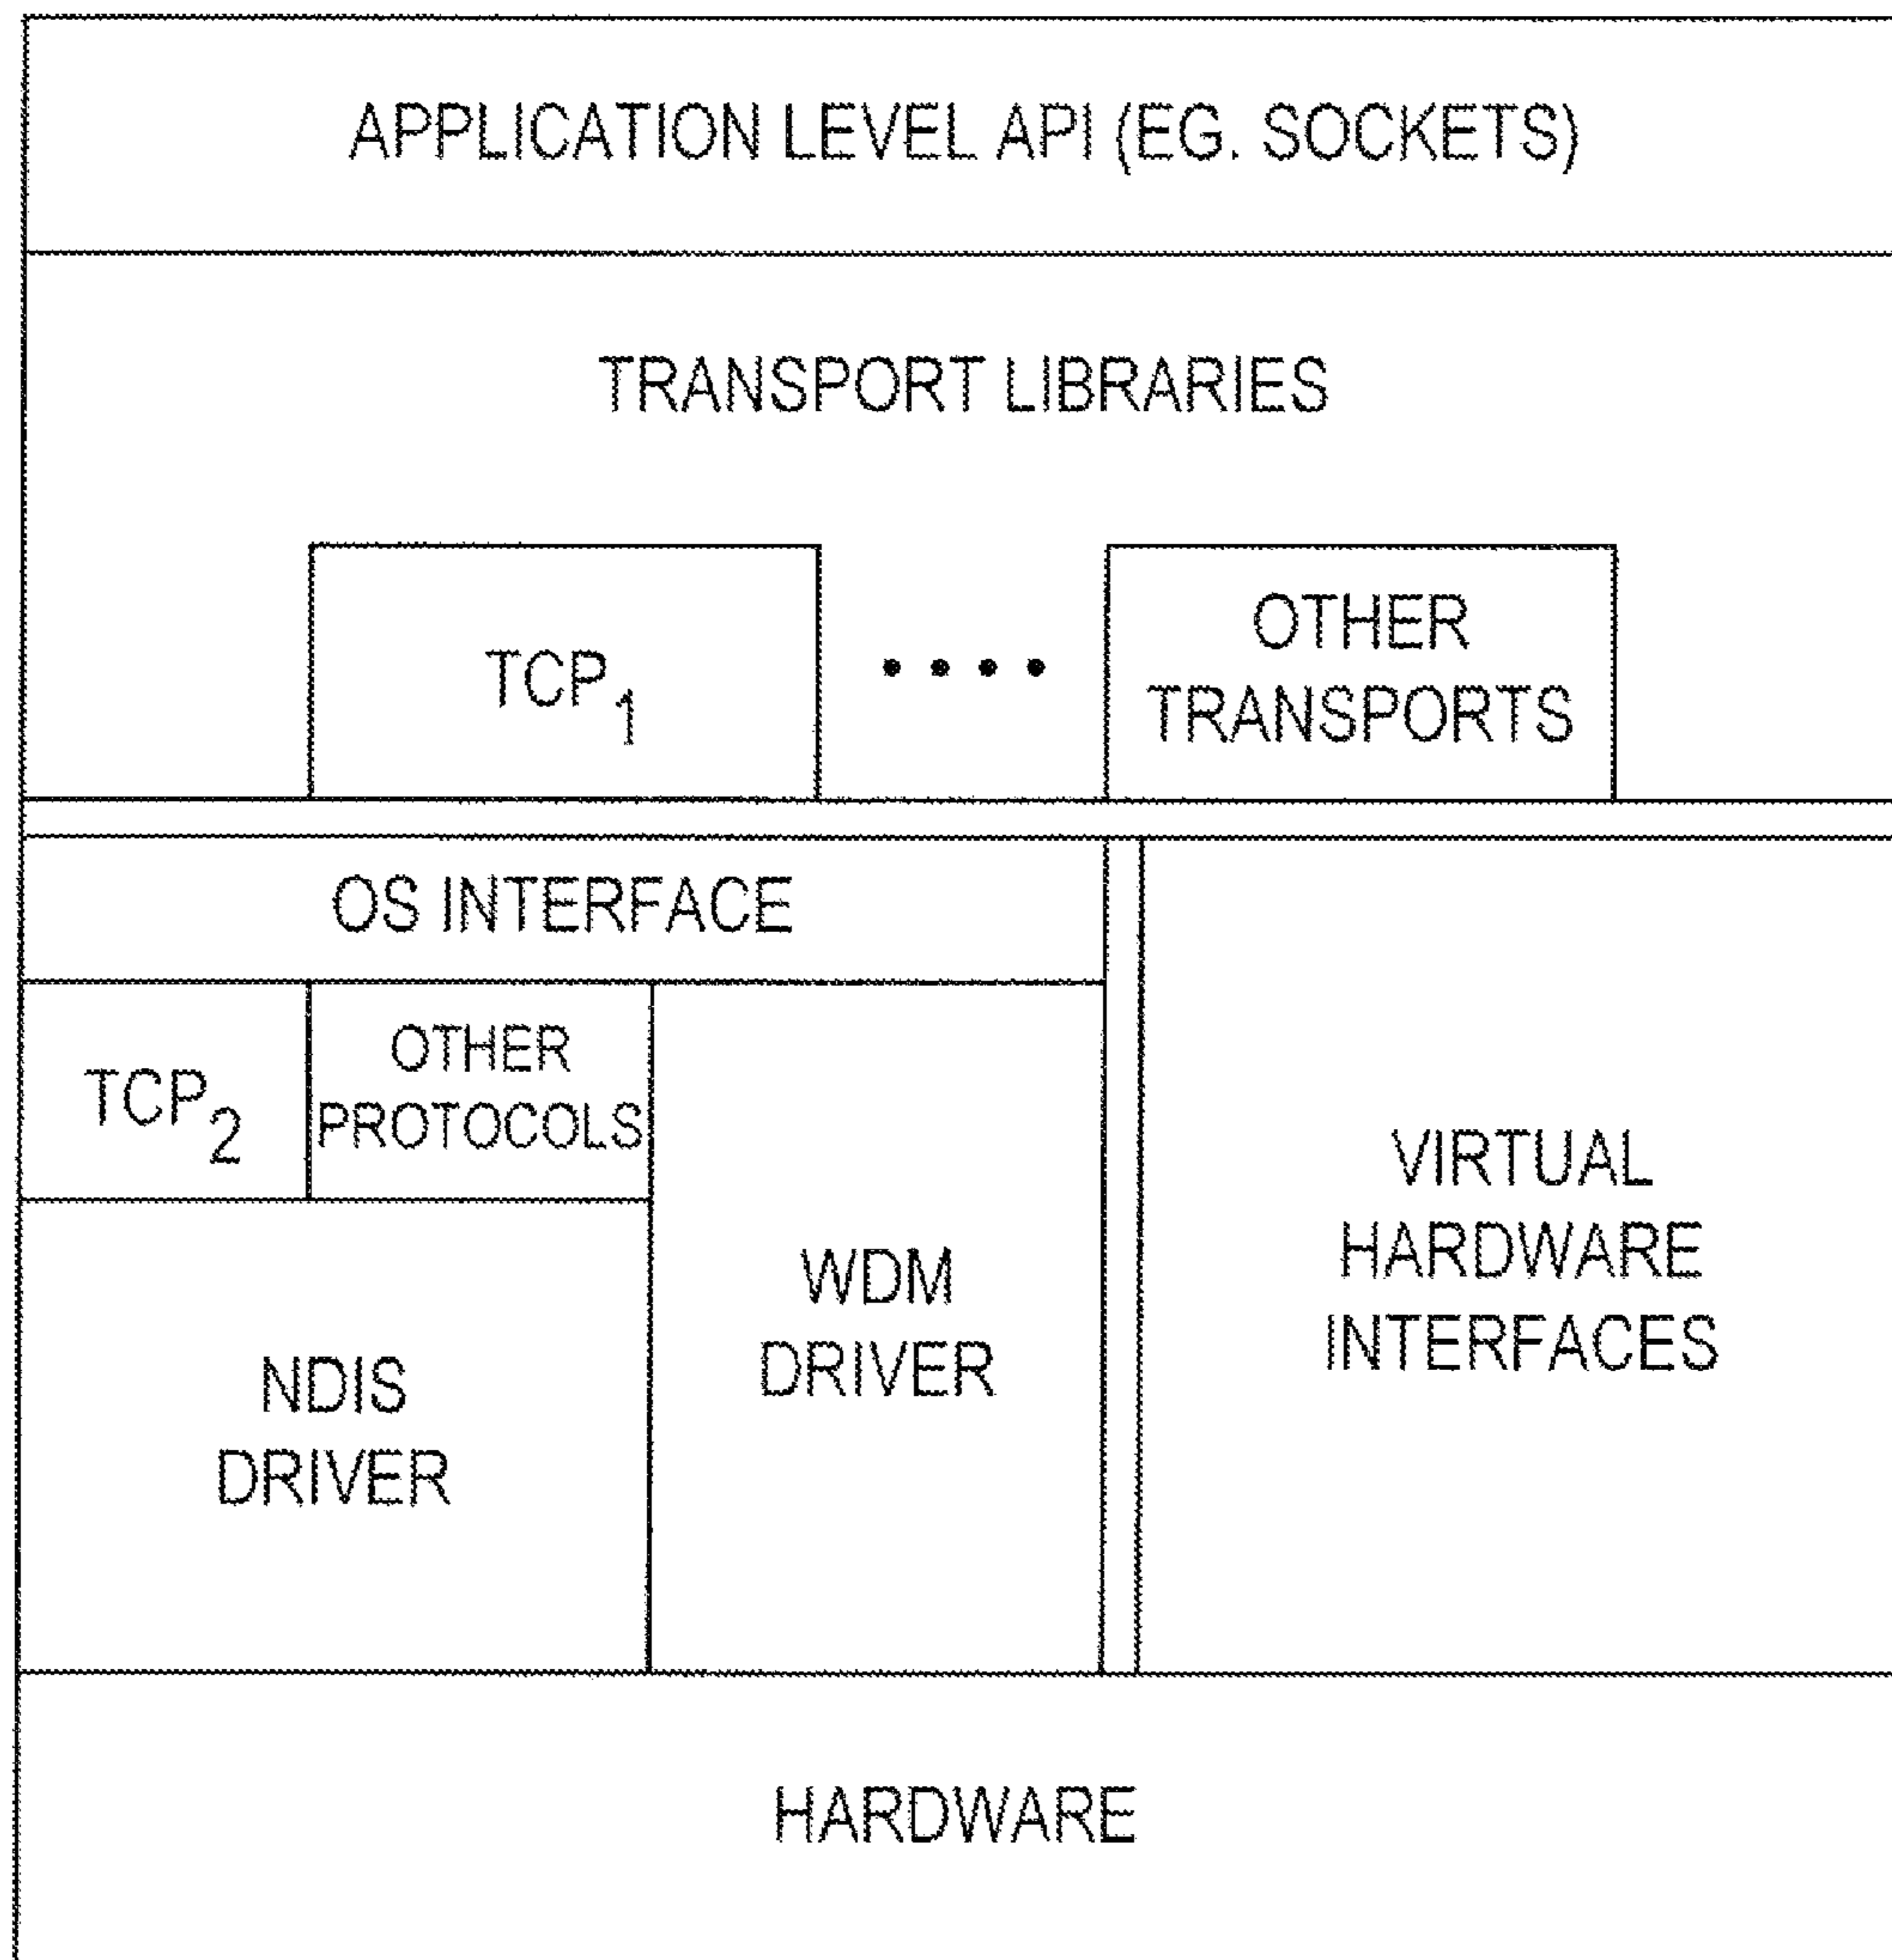 APPLICATION LEVEL API (EG. SOCKETS)
TRANSPORT LIBRARIES
TCP₁
OTHER
TRANSPORTS
OS INTERFACE
TCP₂
OTHER
PROTOCOLS
NDIS
DRIVER
WDM
DRIVER
VIRTUAL
HARDWARE
INTERFACES
HARDWARE